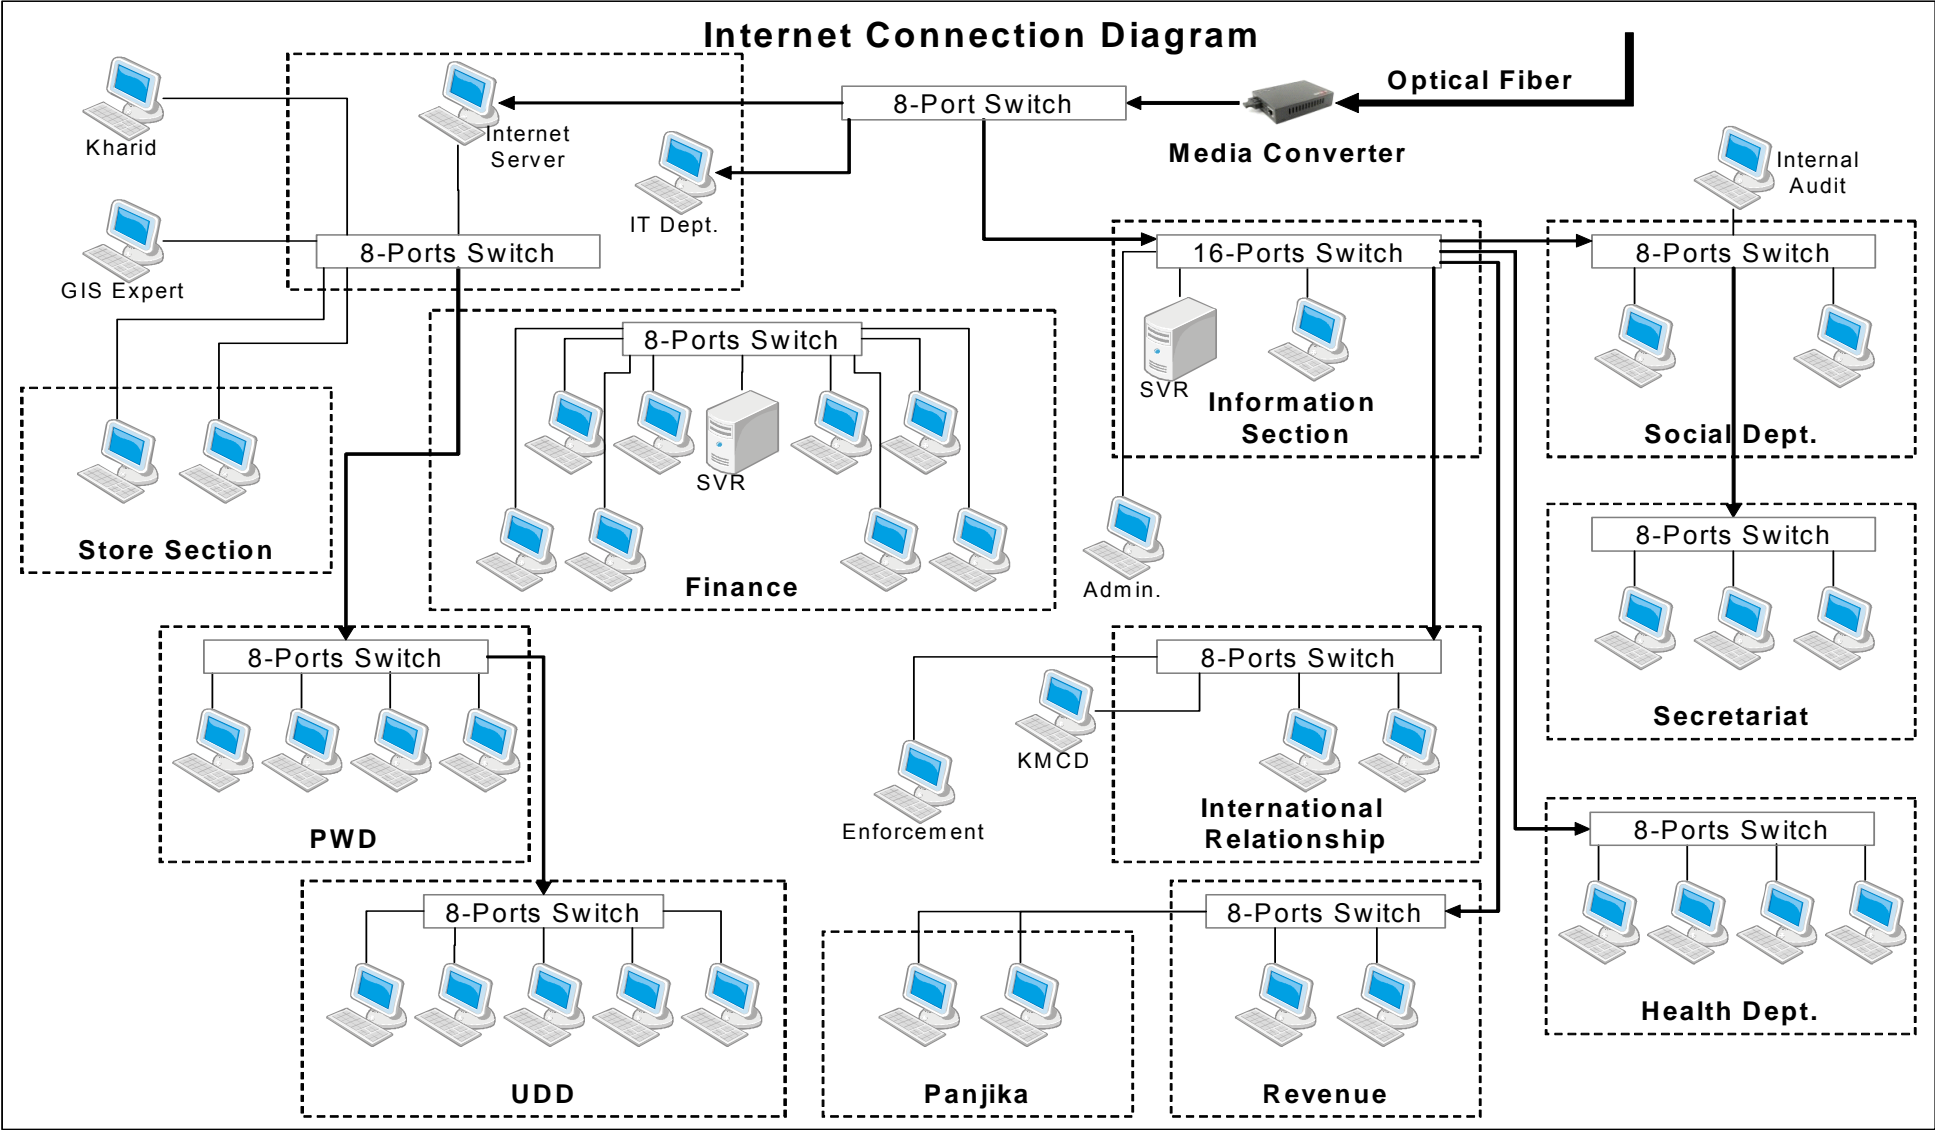 Internet Connection Diagram
Optical Fiber
8-Port Switch
Media Converter
Kharid
Internet
Server
IT Dept.
Internal
Audit
GIS Expert
8-Ports Switch
16-Ports Switch
8-Ports Switch
8-Ports Switch
SVR
Information
Section
Social Dept.
SVR
Store Section
Finance
Admin.
8-Ports Switch
8-Ports Switch
8-Ports Switch
Secretariat
KMCD
Enforcement
International
Relationship
PWD
8-Ports Switch
8-Ports Switch
8-Ports Switch
Health Dept.
UDD
Panjika
Revenue